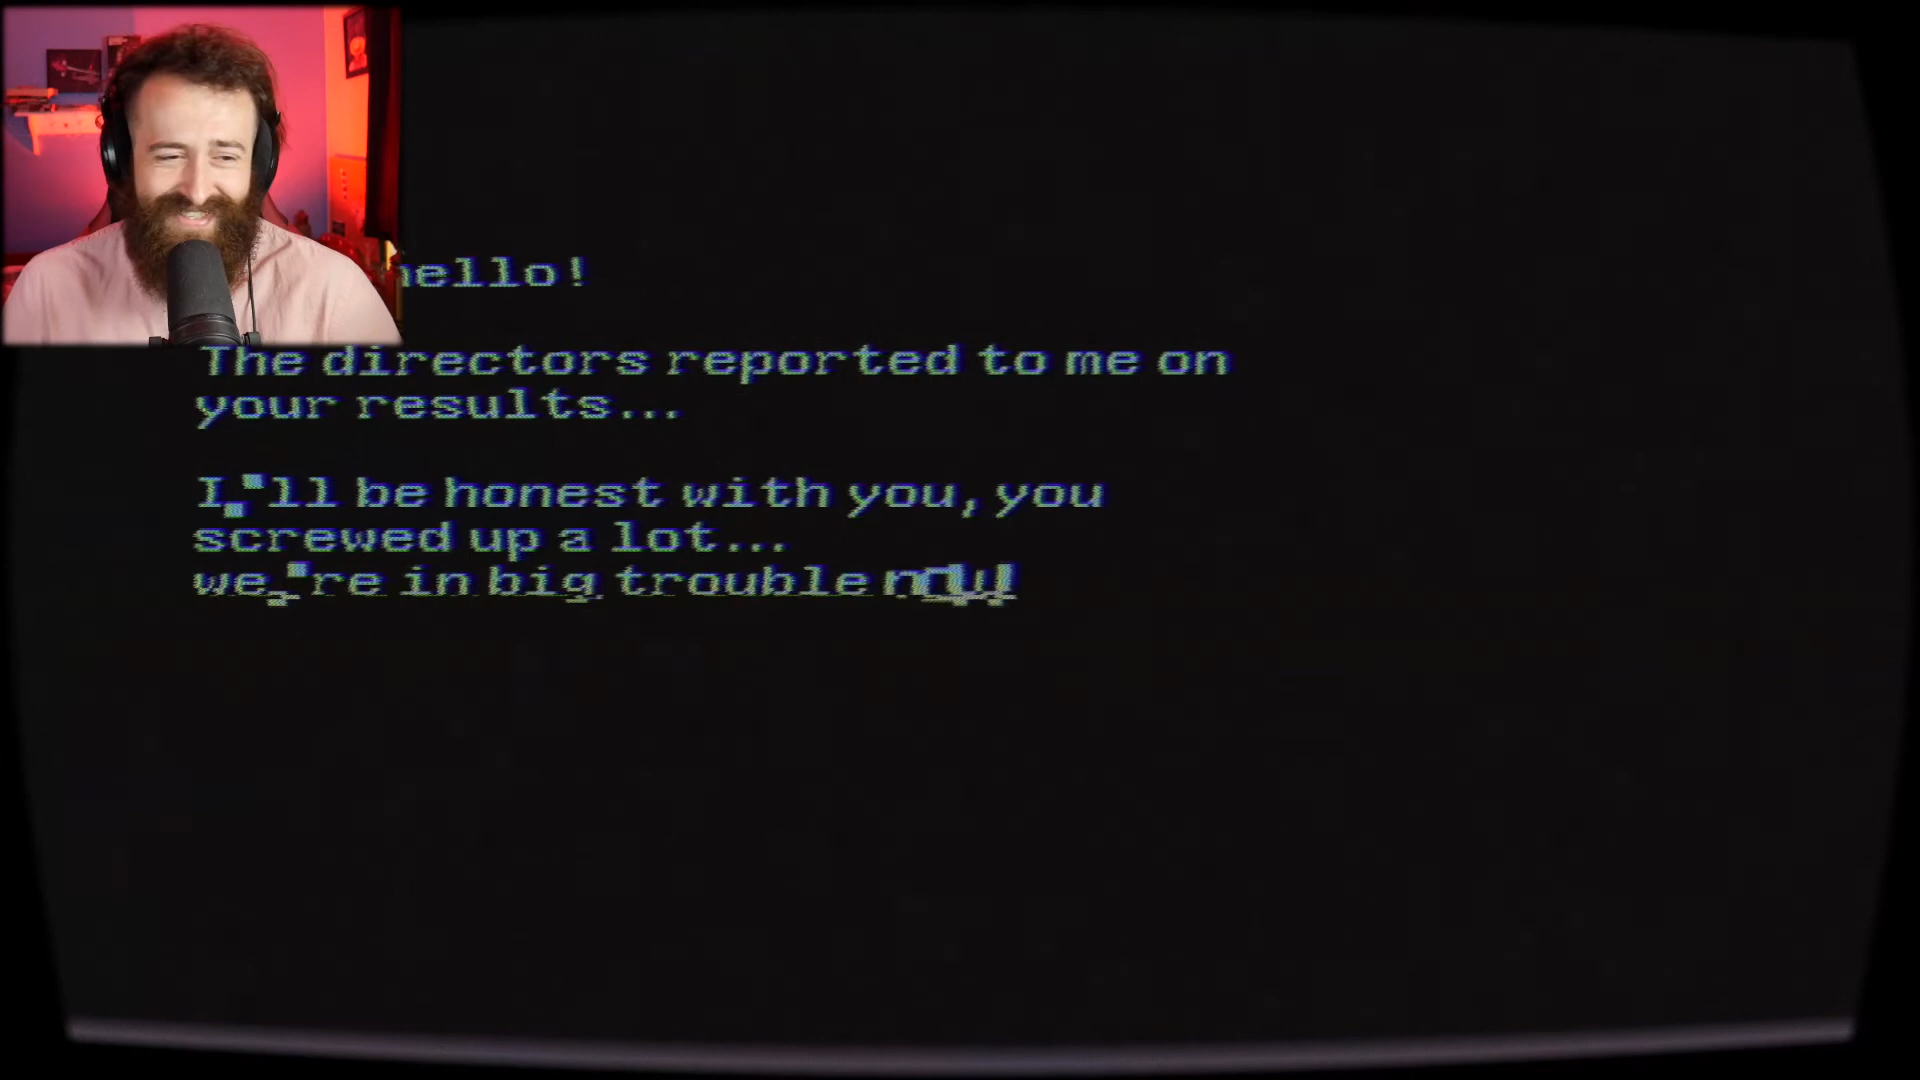 hello!
The directors reported to me on
your results...
I'll be honest with you, you
screwed up a lot...
we're in big trouble